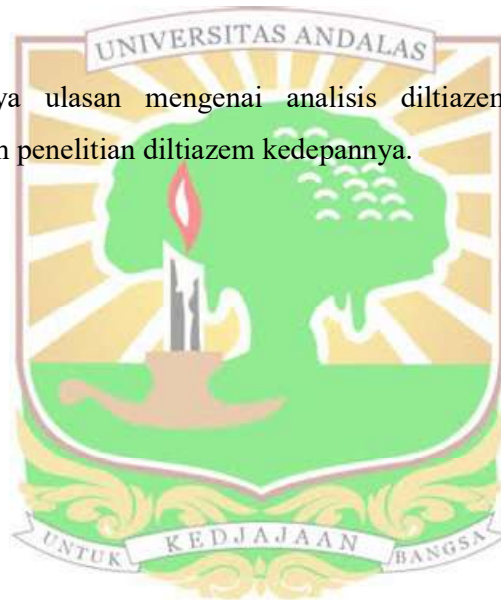 UNIVERSITAS ANDALAS
ya ulasan mengenai analisis diltiazem
n penelitian diltiazem kedepannya.
UNTUK KEDJAJAAN BANGSA